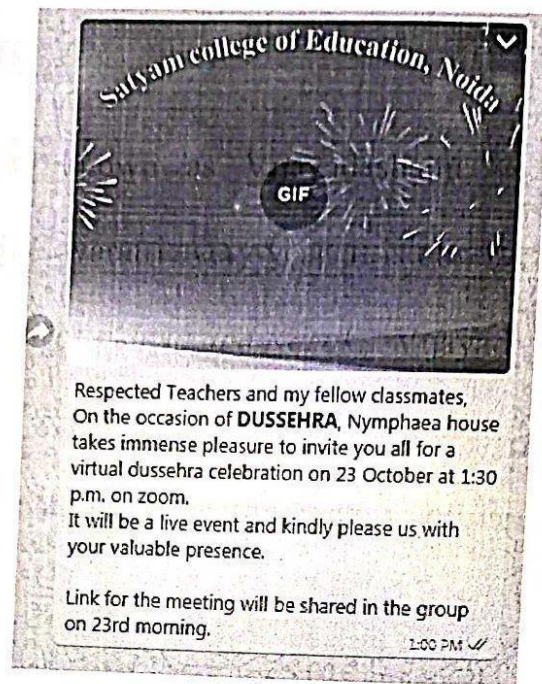 Satyam college of Education, Noida
GIF
Respected Teachers and my fellow classmates,
On the occasion of DUSSEHRA, Nymphaea house
takes immense pleasure to invite you all for a
virtual dussehra celebration on 23 October at 1:30
p.m. on zoom.
It will be a live event and kindly please us with
your valuable presence.
Link for the meeting will be shared in the group
on 23rd morning.
1:00 PM